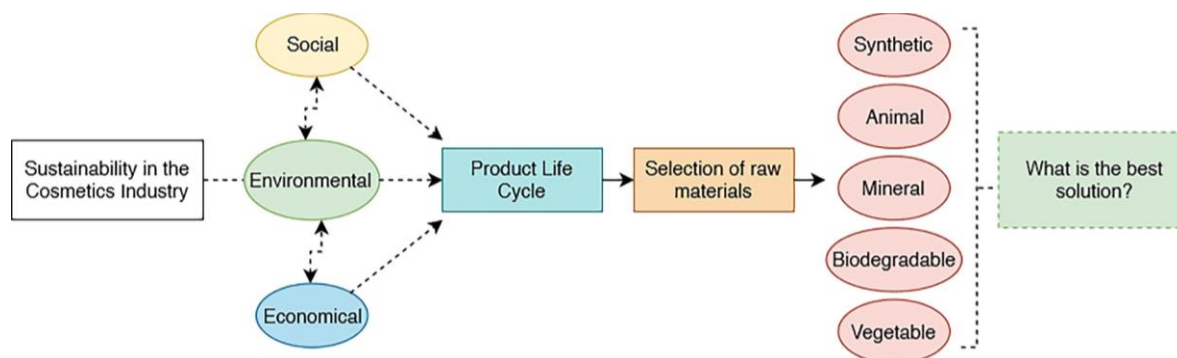 Social
Sustainability in the
Cosmetics Industry
Environmental
Economical
Product Life
Cycle
Selection of raw
materials
Synthetic
Animal
Mineral
Biodegradable
Vegetable
What is the best
solution?